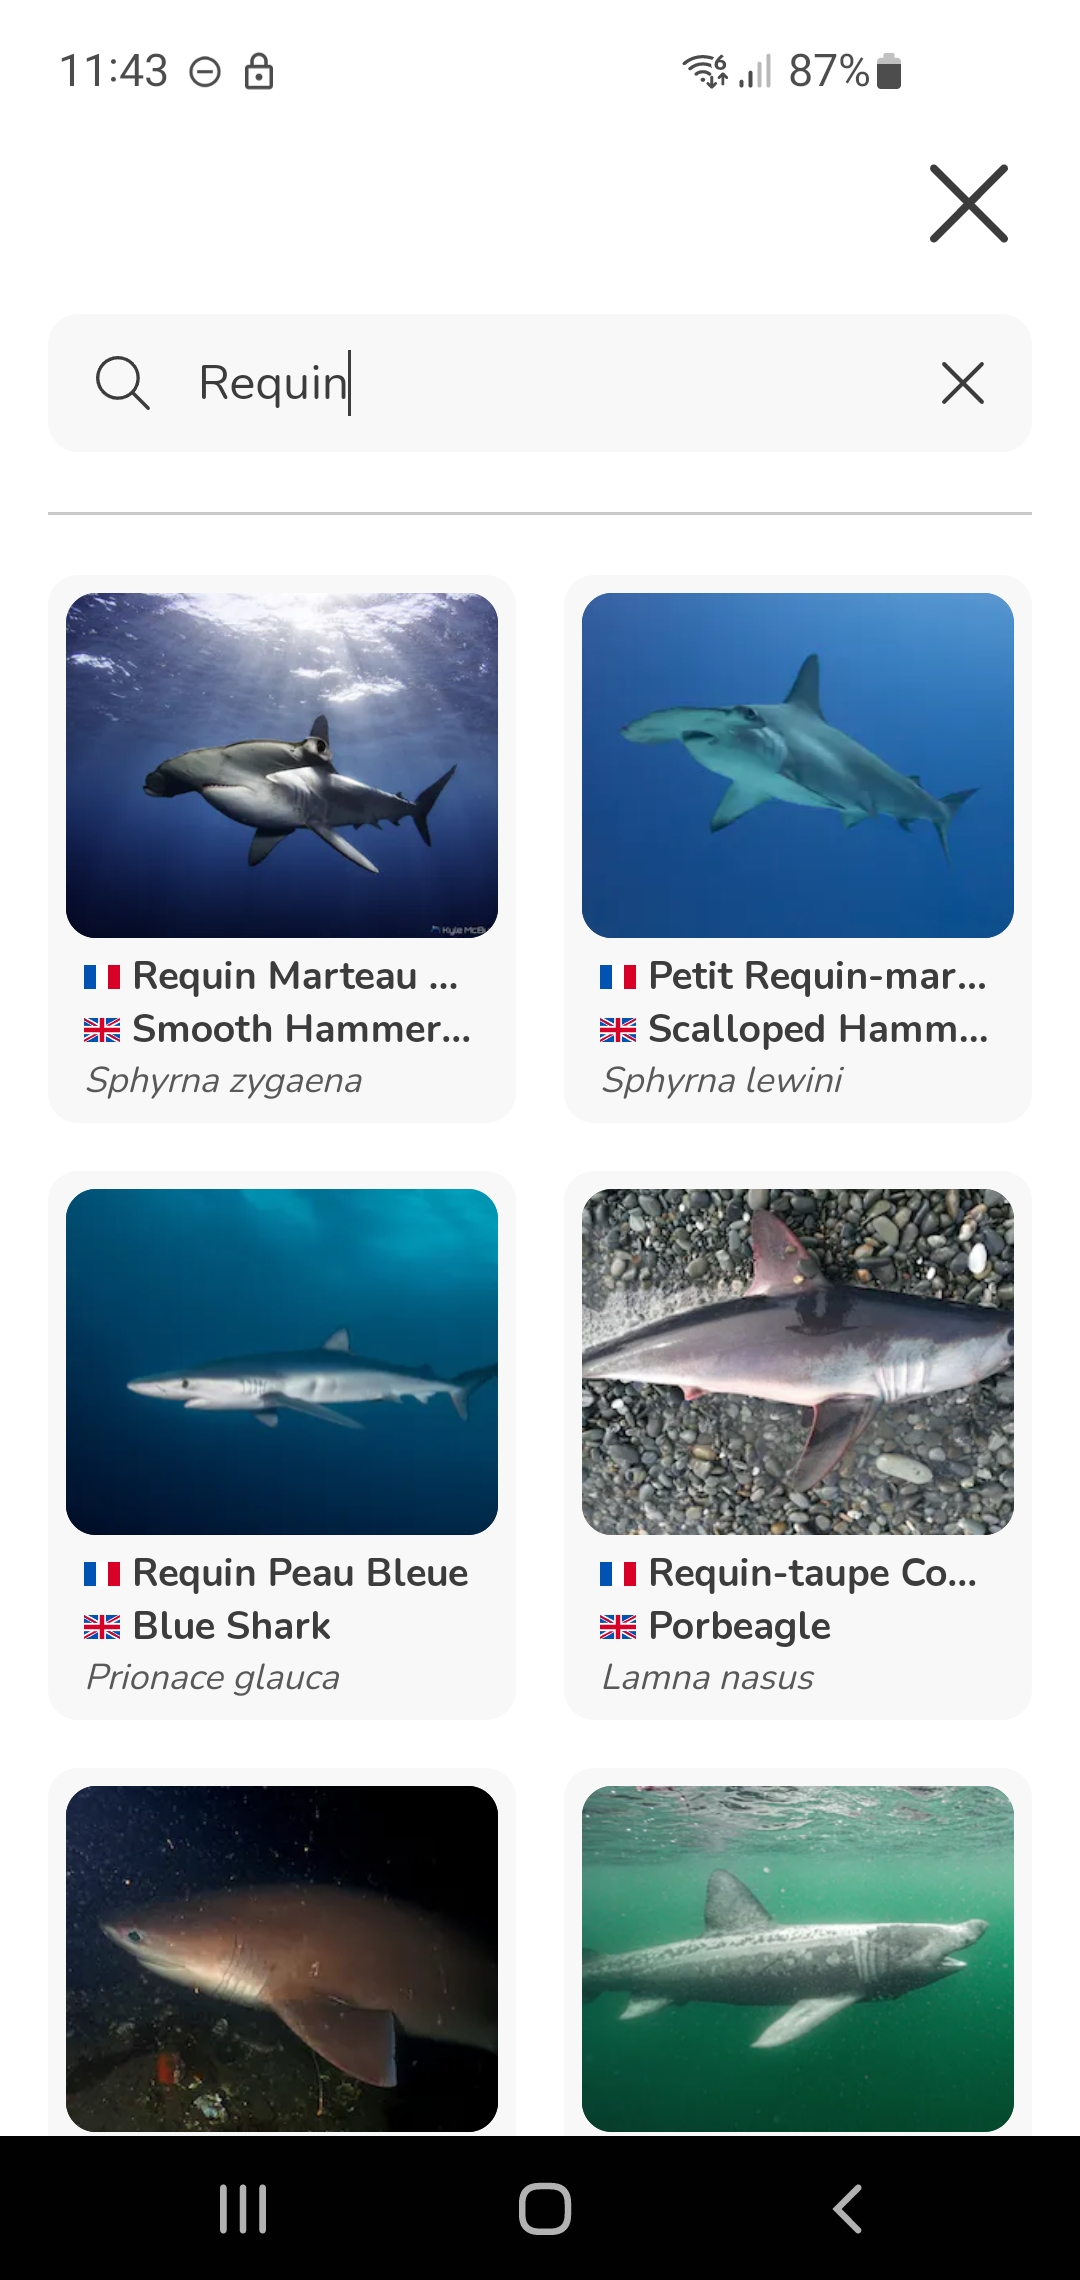 11:43
87%
Requin
Requin Marteau ...
Smooth Hammer...
Sphyrna zygaena
Petit Requin-mar...
Scalloped Hamm...
Sphyrna lewini
Requin Peau Bleue
Blue Shark
Prionace glauca
Requin-taupe Co...
Porbeagle
Lamna nasus